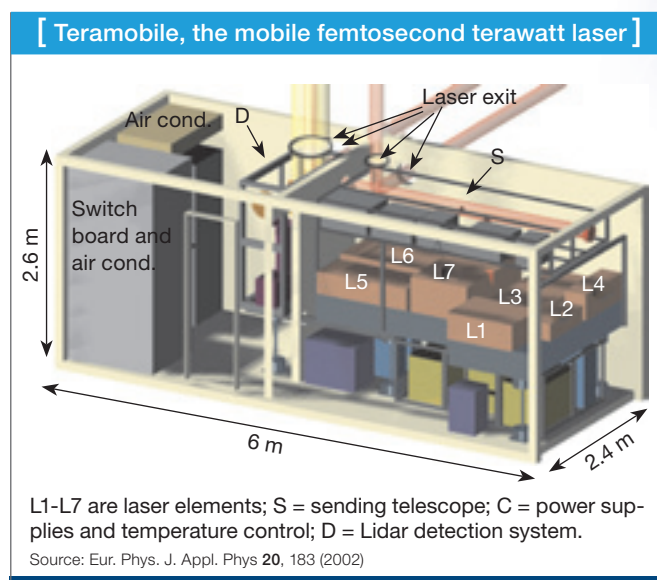 [ Teramobile, the mobile femtosecond terawatt laser ]
Laser exit
Air cond.
D
S
Switch
board and
air cond.
2.6 m
L6
L5
L7
L4
L3
L2
L1
6 m
2.4 m
L1-L7 are laser elements; S = sending telescope; C = power sup-
plies and temperature control; D = Lidar detection system.
Source: Eur. Phys. J. Appl. Phys 20, 183 (2002)